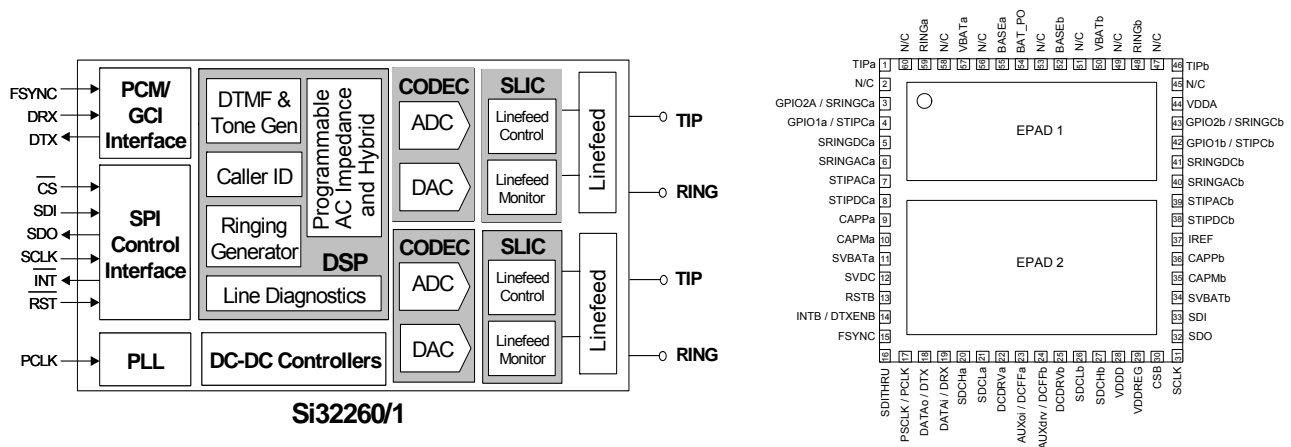 FSYNC
DRX
DTX
PCM/
GCI
Interface
CS
SDI
SDO
SCLK
INT
RST
SPI
Control
Interface
PCLK
PLL
DTMF &
Tone Gen
Caller ID
Ringing
Generator
Programmable
AC Impedance
and Hybrid
DSP
Line Diagnostics
DC-DC Controllers
CODEC
ADC
DAC
SLIC
Linefeed
Control
Linefeed
Monitor
Linefeed
TIP
RING
CODEC
ADC
DAC
SLIC
Linefeed
Control
Linefeed
Monitor
Linefeed
TIP
RING
Si32260/1
N/C 60
RINGa 59
N/C 58
VBATa 57
N/C 56
BASEa 55
BAT_PO 54
N/C 53
BASEb 52
N/C 51
VBATb 50
N/C 49
RINGb 48
N/C 47
TIPa 1
N/C 2
GPIO2A / SRINGCa 3
GPIO1a / STIPCa 4
SRINGDCa 5
SRINGACa 6
STIPACa 7
STIPDCa 8
CAPPa 9
CAPMa 10
SVBATa 11
SVDC 12
RSTB 13
INTB / DTXENB 14
FSYNC 15
EPAD 1
EPAD 2
46 TIPb
45 N/C
44 VDDA
43 GPIO2b / SRINGCb
42 GPIO1b / STIPCb
41 SRINGDCb
40 SRINGACb
39 STIPACb
38 STIPDCb
37 IREF
36 CAPPb
35 CAPMb
34 SVBATb
33 SDI
32 SDO
16 SDITHRU
17 PSCLK / PCLK
18 DATAo / DTX
19 DATAi / DRX
20 SDCHa
21 SDCLa
22 DCDRVa
23 AUXoi / DCFFa
24 AUXdrv / DCFFb
25 DCDRVb
26 SDCLb
27 SDCHb
28 VDDD
29 VDDREG
30 CSB
31 SCLK